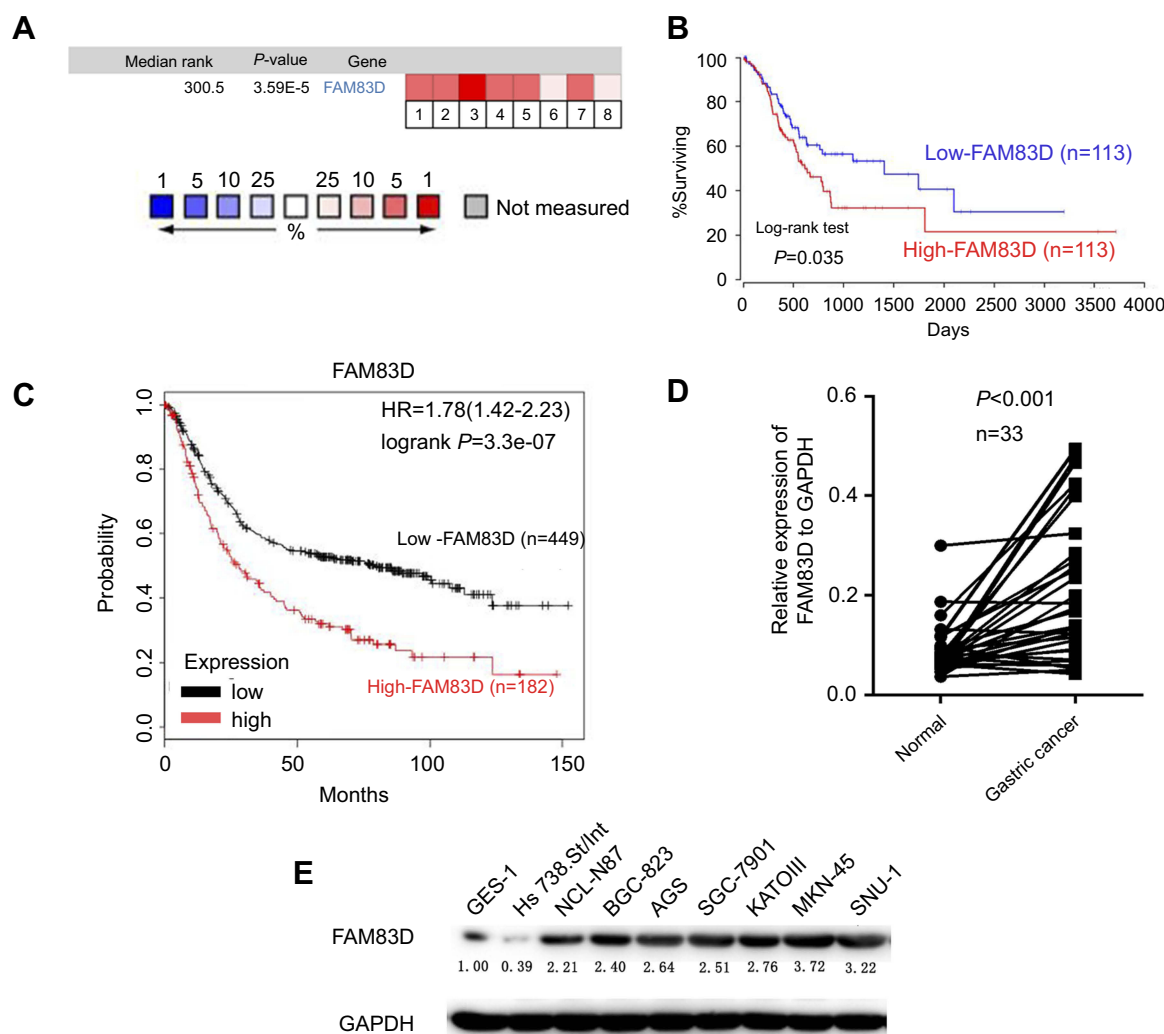 A
Median rank P-value Gene
300.5 3.59E-5 FAM83D
1 2 3 4 5 6 7 8
1 5 10 25 25 10 5 1
Not measured
%
B
%Surviving
100
80
60
40
20
0
Low-FAM83D (n=113)
Log-rank test
P=0.035
High-FAM83D (n=113)
0 500 1000 1500 2000 2500 3000 3500 4000
Days
C
FAM83D
Probability
1.0
0.8
0.6
0.4
0.2
0.0
HR=1.78(1.42-2.23)
logrank P=3.3e-07
Low -FAM83D (n=449)
Expression
low
high
High-FAM83D (n=182)
0 50 100 150
Months
D
Relative expression of
FAM83D to GAPDH
0.6
0.4
0.2
0.0
P<0.001
n=33
Normal
Gastric cancer
E
GES-1
Hs 738.St/Int
NCL-N87
BGC-823
AGS
SGC-7901
KATOIII
MKN-45
SNU-1
FAM83D
1.00 0.39 2.21 2.40 2.64 2.51 2.76 3.72 3.22
GAPDH